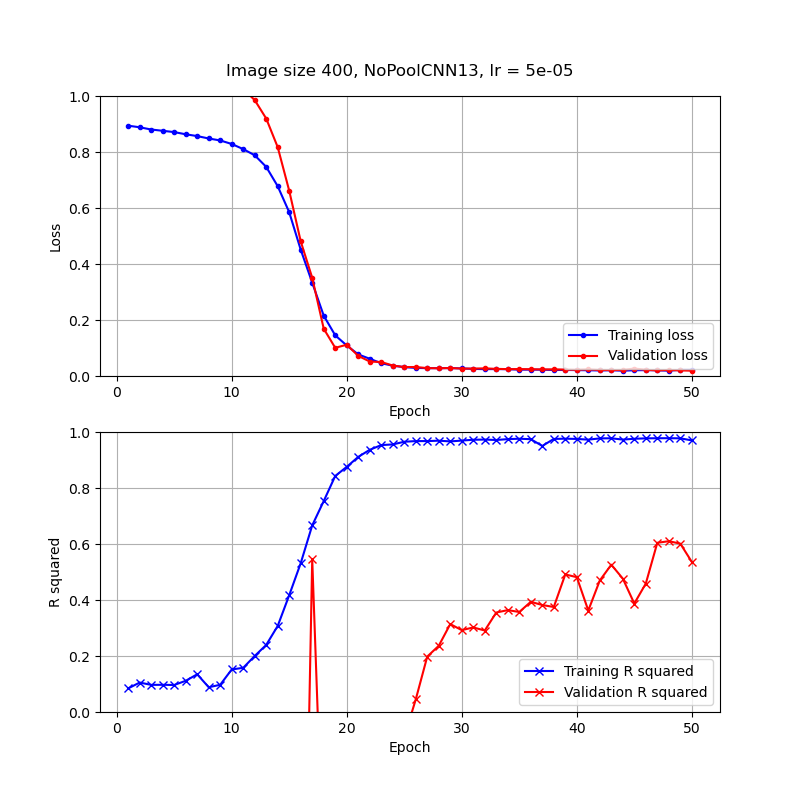 Image size 400, NoPoolCNN13, lr = 5e-05
1.0
0.8
0.6
0.4
0.2
0.0
Loss
0 10 20 30 40 50
Epoch
Training loss
Validation loss
1.0
0.8
0.6
0.4
0.2
0.0
R squared
0 10 20 30 40 50
Epoch
Training R squared
Validation R squared